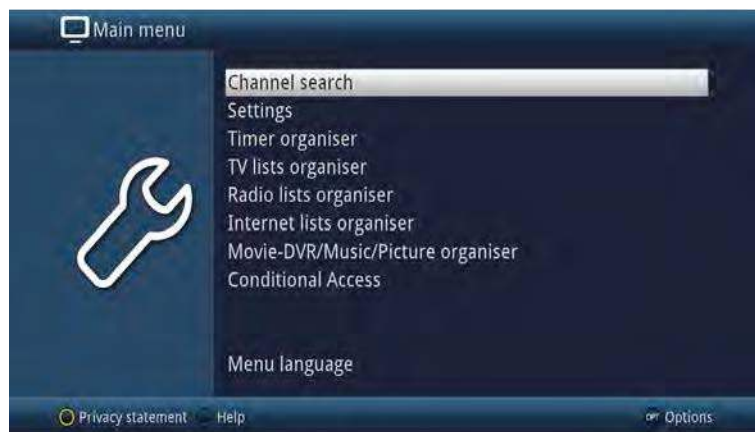 Main menu
Channel search
Settings
Timer organiser
TV lists organiser
Radio lists organiser
Internet lists organiser
Movie-DVR/Music/Picture organiser
Conditional Access
Menu language
Privacy statement Help OPT Options